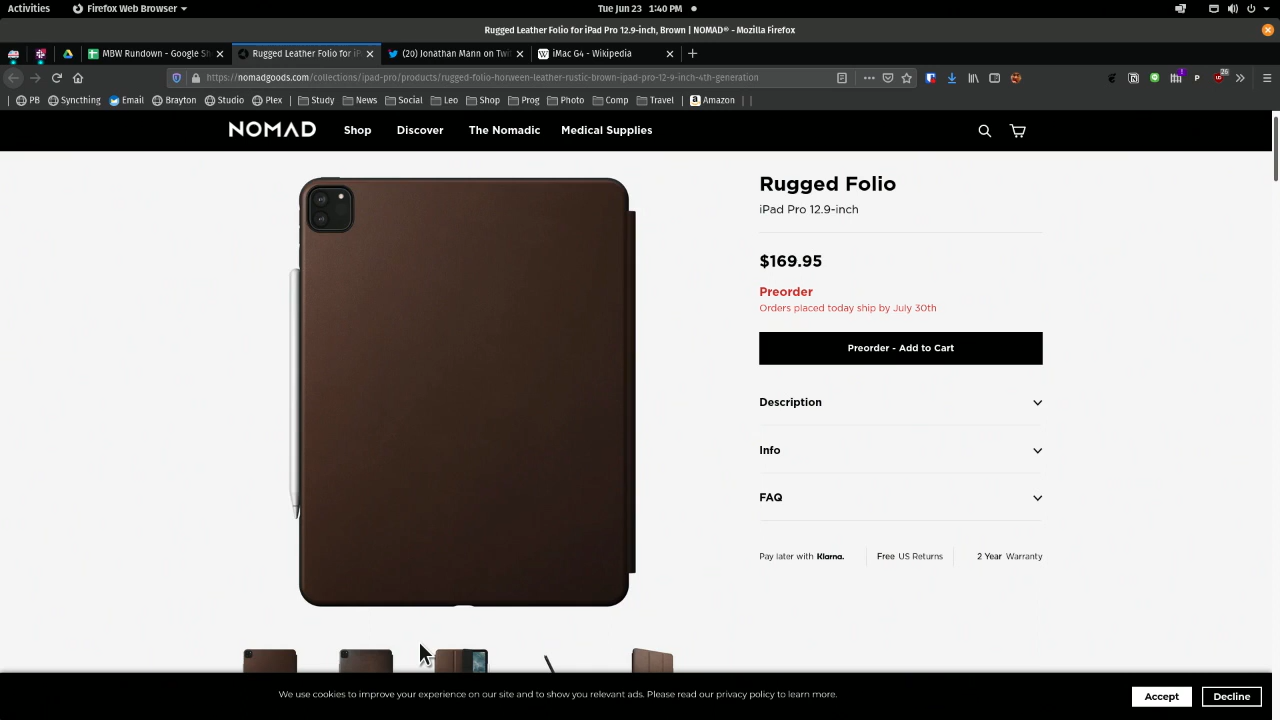 Activities
Firefox Web Browser
Tue Jun 23 1:40 PM
Rugged Leather Folio for iPad Pro 12.9-inch, Brown | NOMAD® - Mozilla Firefox
MBW Rundown - Google Sh
Rugged Leather Folio for iP
(20) Jonathan Mann on Twi
iMac G4 - Wikipedia
https://nomadgoods.com/collections/ipad-pro/products/rugged-folio-horween-leather-rustic-brown-ipad-pro-12-9-inch-4th-generation
PB Syncthing Email Brayton Studio Plex Study News Social Leo Shop Prog Photo Comp Travel Amazon
NOMAD
Shop Discover The Nomadic Medical Supplies
Rugged Folio
iPad Pro 12.9-inch
$169.95
Preorder
Orders placed today ship by July 30th
Preorder - Add to Cart
Description
Info
FAQ
Pay later with Klarna. Free US Returns 2 Year Warranty
We use cookies to improve your experience on our site and to show you relevant ads. Please read our privacy policy to learn more.
Accept
Decline